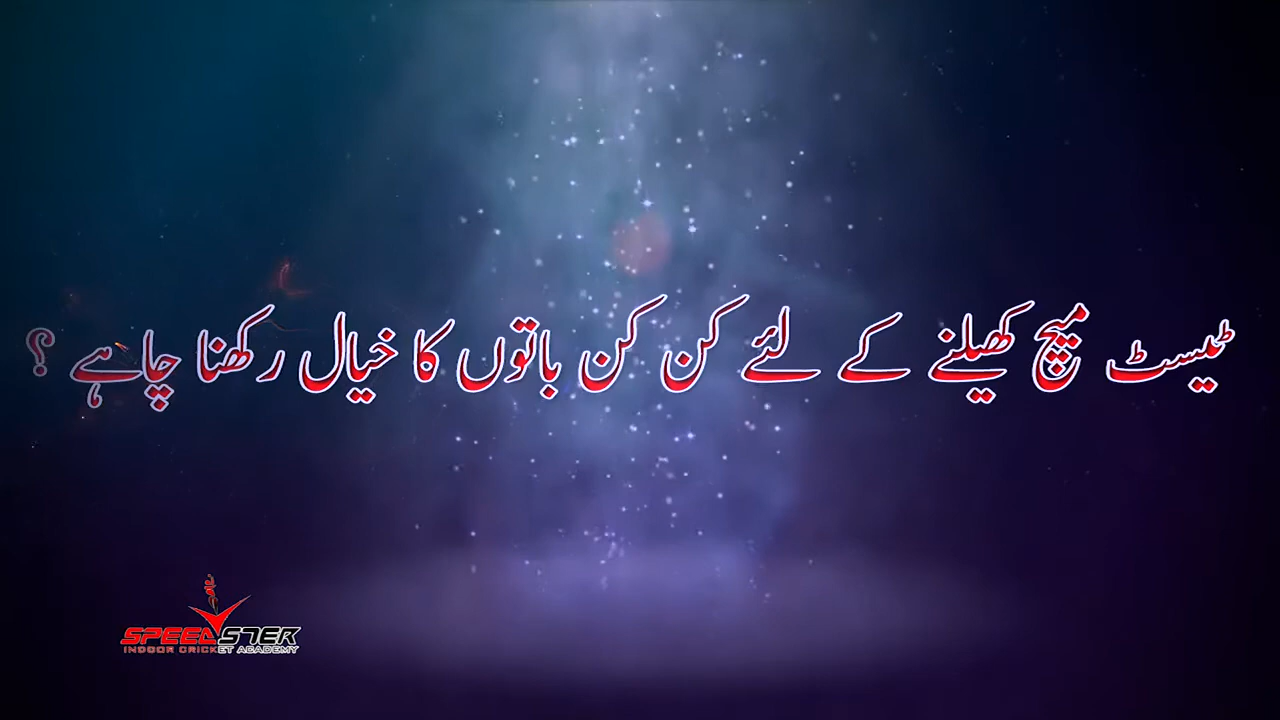 ٹیسٹ میچ کھیلنے کے لئے کن کن باتوں کا خیال رکھنا چاہے ؟
SPEEDSTER
INDOOR CRICKET ACADEMY